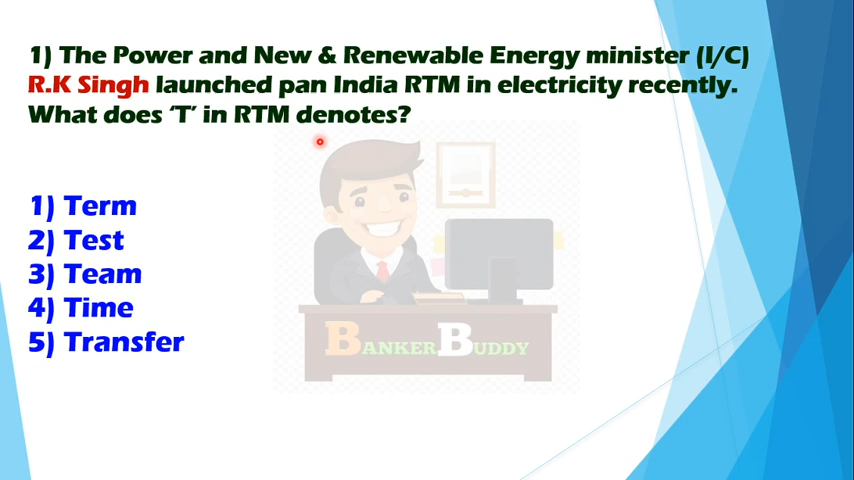 1) The Power and New & Renewable Energy minister (I/C)
R.K Singh launched pan India RTM in electricity recently.
What does ‘T’ in RTM denotes?
1) Term
2) Test
3) Team
4) Time
5) Transfer
BANKER BUDDY